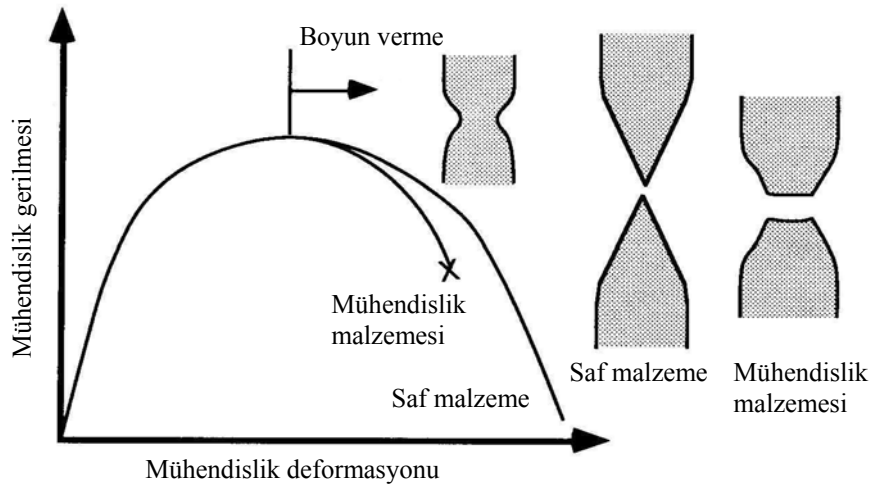 Boyun verme
Mühendislik gerilmesi
Mühendislik
malzemesi
Saf malzeme
Saf malzeme
Mühendislik
malzemesi
Mühendislik deformasyonu